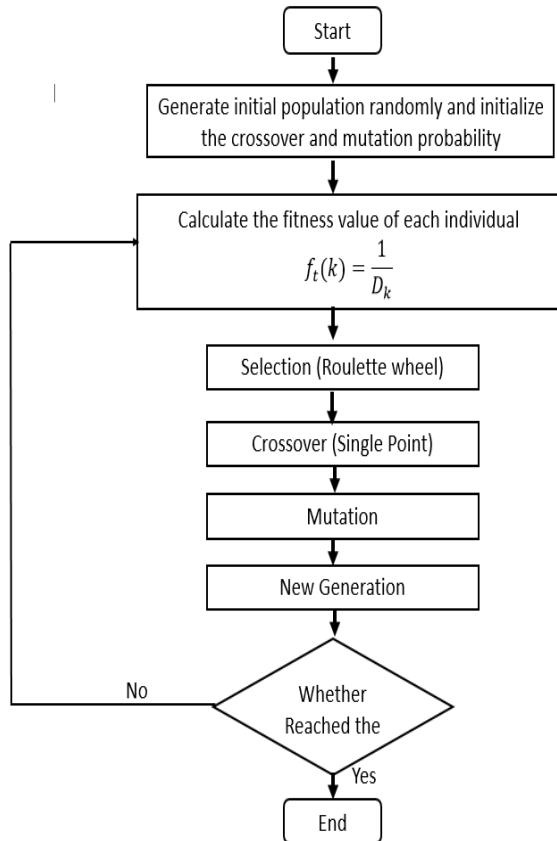 Start
Generate initial population randomly and initialize
the crossover and mutation probability
Calculate the fitness value of each individual
f_t(k) = 1/D_k
Selection (Roulette wheel)
Crossover (Single Point)
Mutation
New Generation
Whether
Reached the
No
Yes
End